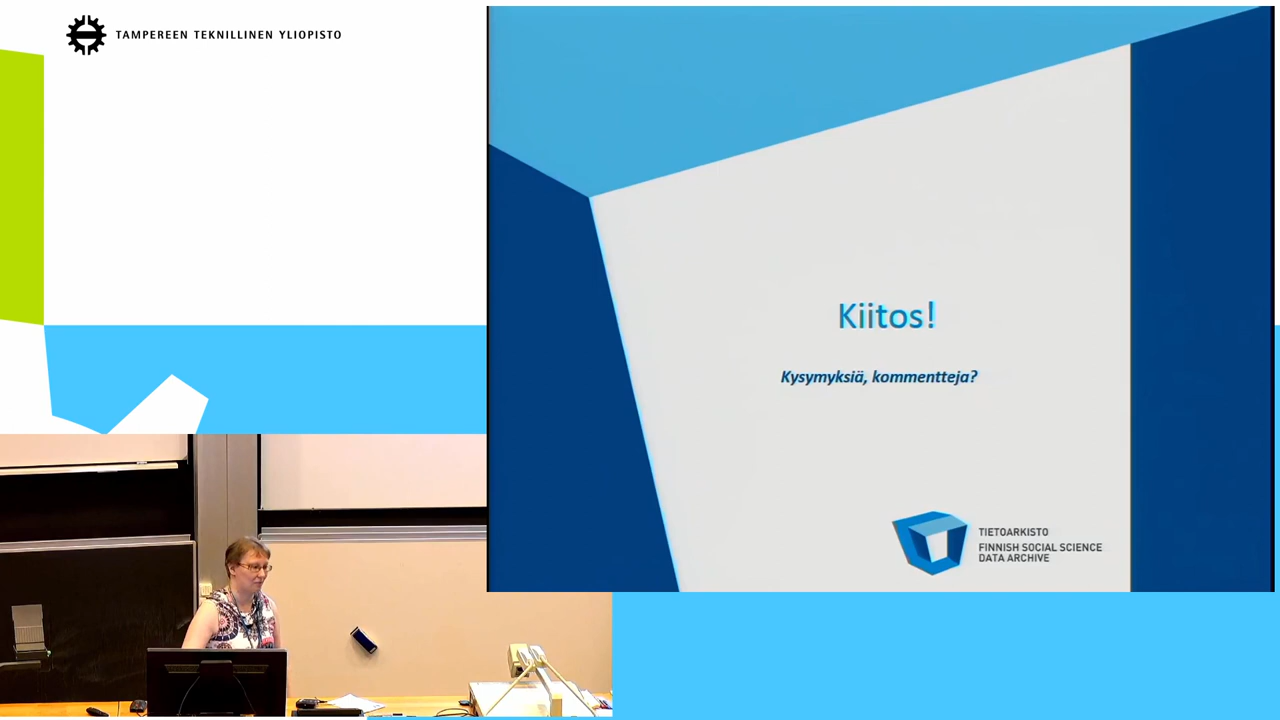 TAMPEREEN TEKNILLINEN YLIOPISTO
Kiitos!
Kysymyksiä, kommentteja?
TIETOARKISTO
FINNISH SOCIAL SCIENCE
DATA ARCHIVE